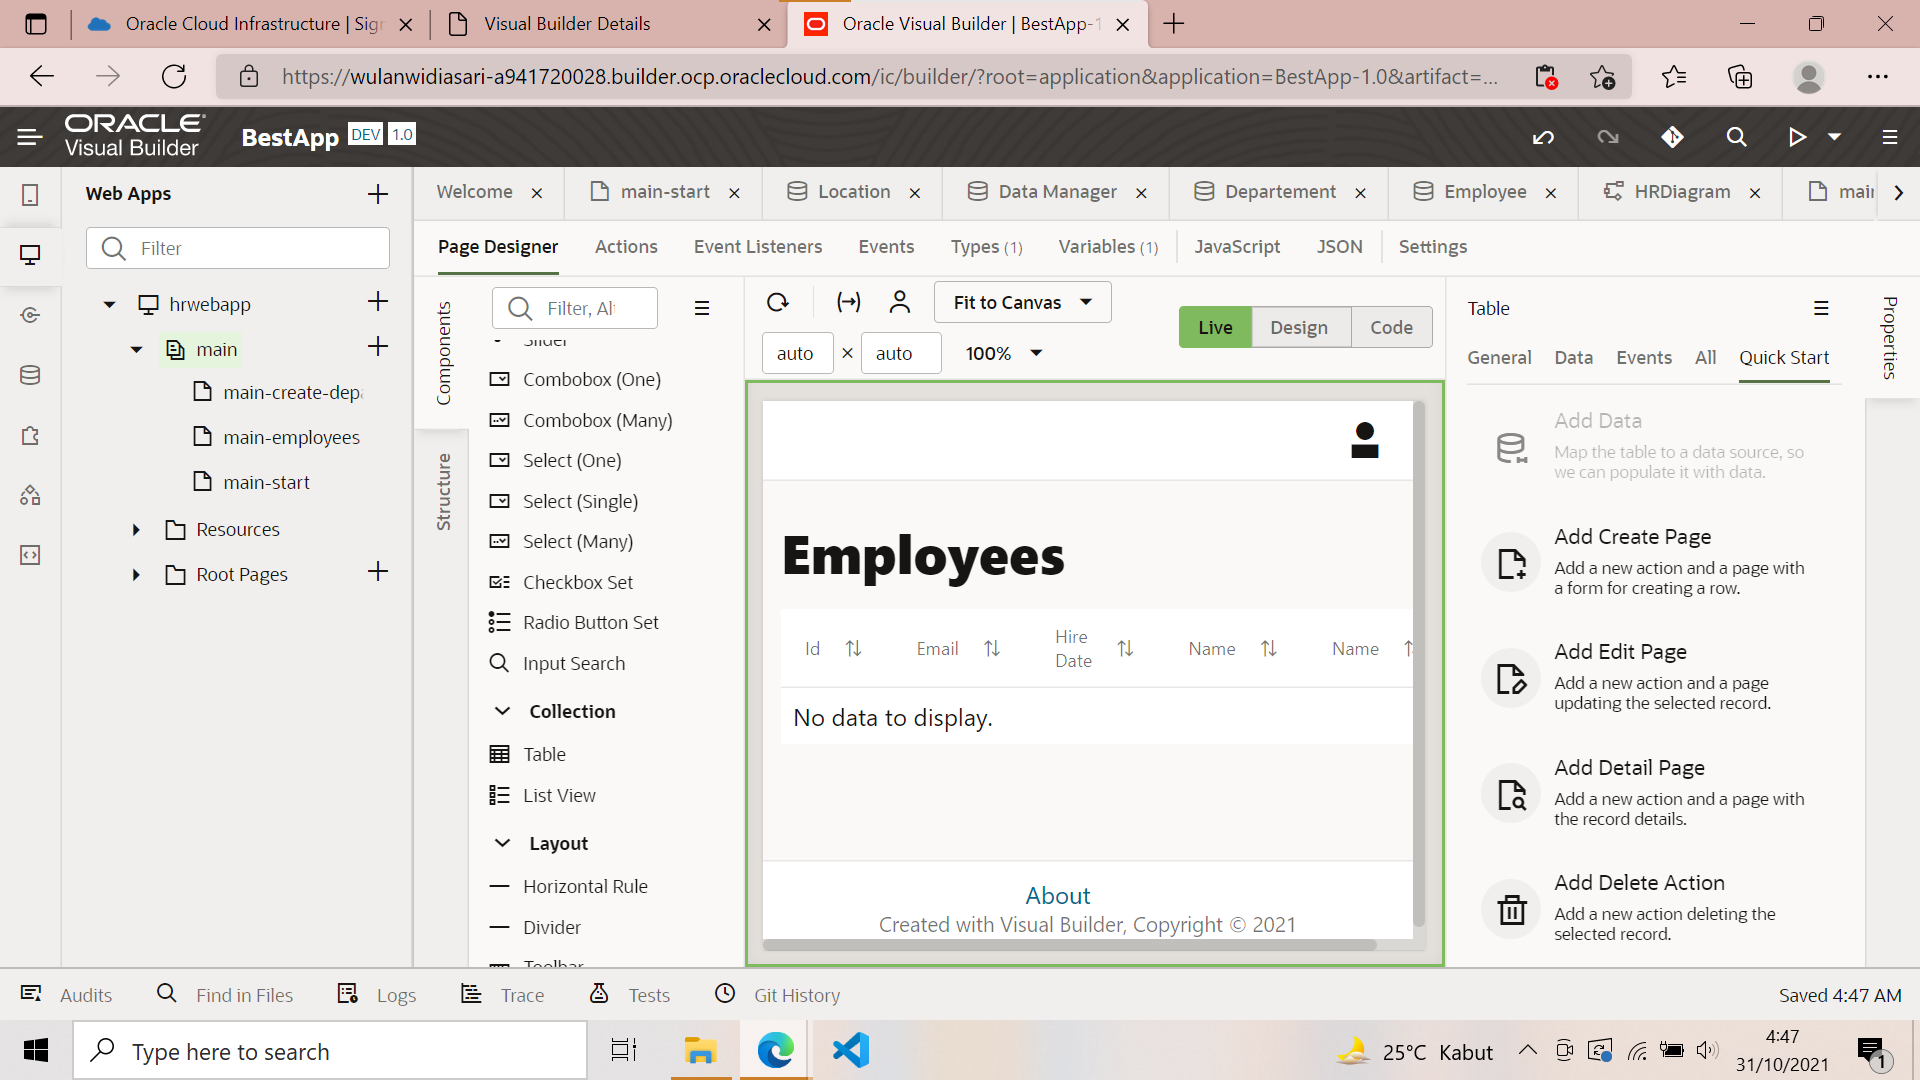 Oracle Cloud Infrastructure | Sig
Visual Builder Details
Oracle Visual Builder | BestApp-1
https://wulanwidiasari-a941720028.builder.ocp.oraclecloud.com/ic/builder/?root=application&application=BestApp-1.0&artifact=...
ORACLE
Visual Builder
BestApp DEV 1.0
Web Apps
Filter
hrwebapp
main
main-create-dep
main-employees
main-start
Resources
Root Pages
Welcome
main-start
Location
Data Manager
Departement
Employee
HRDiagram
mai
Page Designer
Actions
Event Listeners
Events
Types (1)
Variables (1)
JavaScript
JSON
Settings
Components
Structure
Filter, Al
Slider
Combobox (One)
Combobox (Many)
Select (One)
Select (Single)
Select (Many)
Checkbox Set
Radio Button Set
Input Search
Collection
Table
List View
Layout
Horizontal Rule
Divider
Toolbar
Fit to Canvas
auto × auto 100%
Live Design Code
Employees
Id Email Hire Date Name Name
No data to display.
About
Created with Visual Builder, Copyright © 2021
Table
General Data Events All Quick Start
Properties
Add Data
Map the table to a data source, so
we can populate it with data.
Add Create Page
Add a new action and a page with
a form for creating a row.
Add Edit Page
Add a new action and a page
updating the selected record.
Add Detail Page
Add a new action and a page with
the record details.
Add Delete Action
Add a new action deleting the
selected record.
Audits
Find in Files
Logs
Trace
Tests
Git History
Saved 4:47 AM
Type here to search
25°C Kabut
4:47
31/10/2021
1